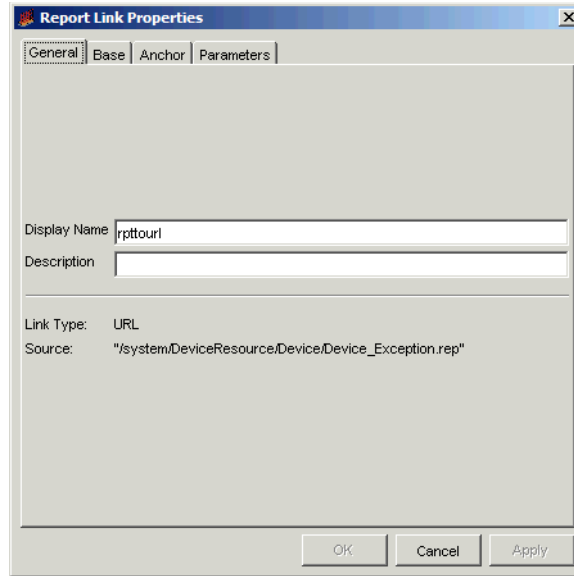 Report Link Properties
General Base Anchor Parameters
Display Name rpttourl
Description
Link Type: URL
Source: "/system/DeviceResource/Device/Device_Exception.rep"
OK Cancel Apply